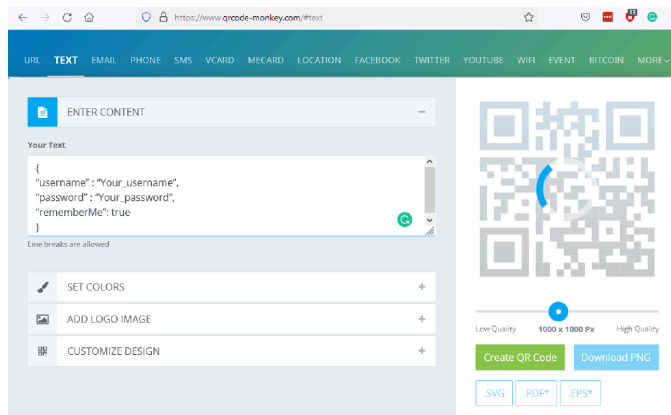 https://www.qrcode-monkey.com/#text
13
URL TEXT EMAIL PHONE SMS VCARD MECARD LOCATION FACEBOOK TWITTER YOUTUBE WIFI EVENT BITCOIN MORE
ENTER CONTENT
Your Text
{
"username" : “Your_username”,
"password" : “Your_password”,
"rememberMe": true
}
Line breaks are allowed
SET COLORS
ADD LOGO IMAGE
CUSTOMIZE DESIGN
Low Quality 1000 x 1000 Px High Quality
Create QR Code Download PNG
.SVG .PDF* .EPS*